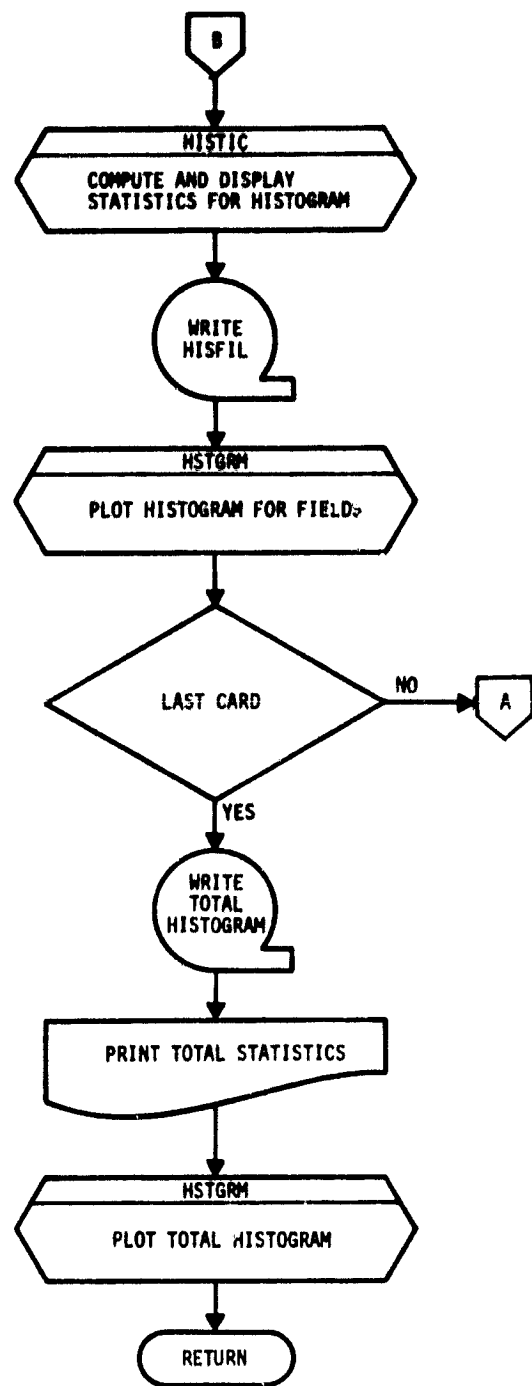 B
HISTIC
COMPUTE AND DISPLAY
STATISTICS FOR HISTOGRAM
WRITE
HISFIL
HSTGRM
PLOT HISTOGRAM FOR FIELDS
LAST CARD
NO
A
YES
WRITE
TOTAL
HISTOGRAM
PRINT TOTAL STATISTICS
HSTGRM
PLOT TOTAL HISTOGRAM
RETURN